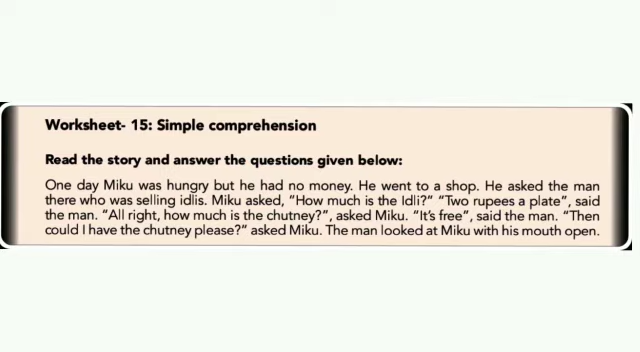 Worksheet- 15: Simple comprehension
Read the story and answer the questions given below:
One day Miku was hungry but he had no money. He went to a shop. He asked the man
there who was selling idlis. Miku asked, “How much is the Idli?” “Two rupees a plate”, said
the man. “All right, how much is the chutney?”, asked Miku. “It’s free”, said the man. “Then
could I have the chutney please?” asked Miku. The man looked at Miku with his mouth open.